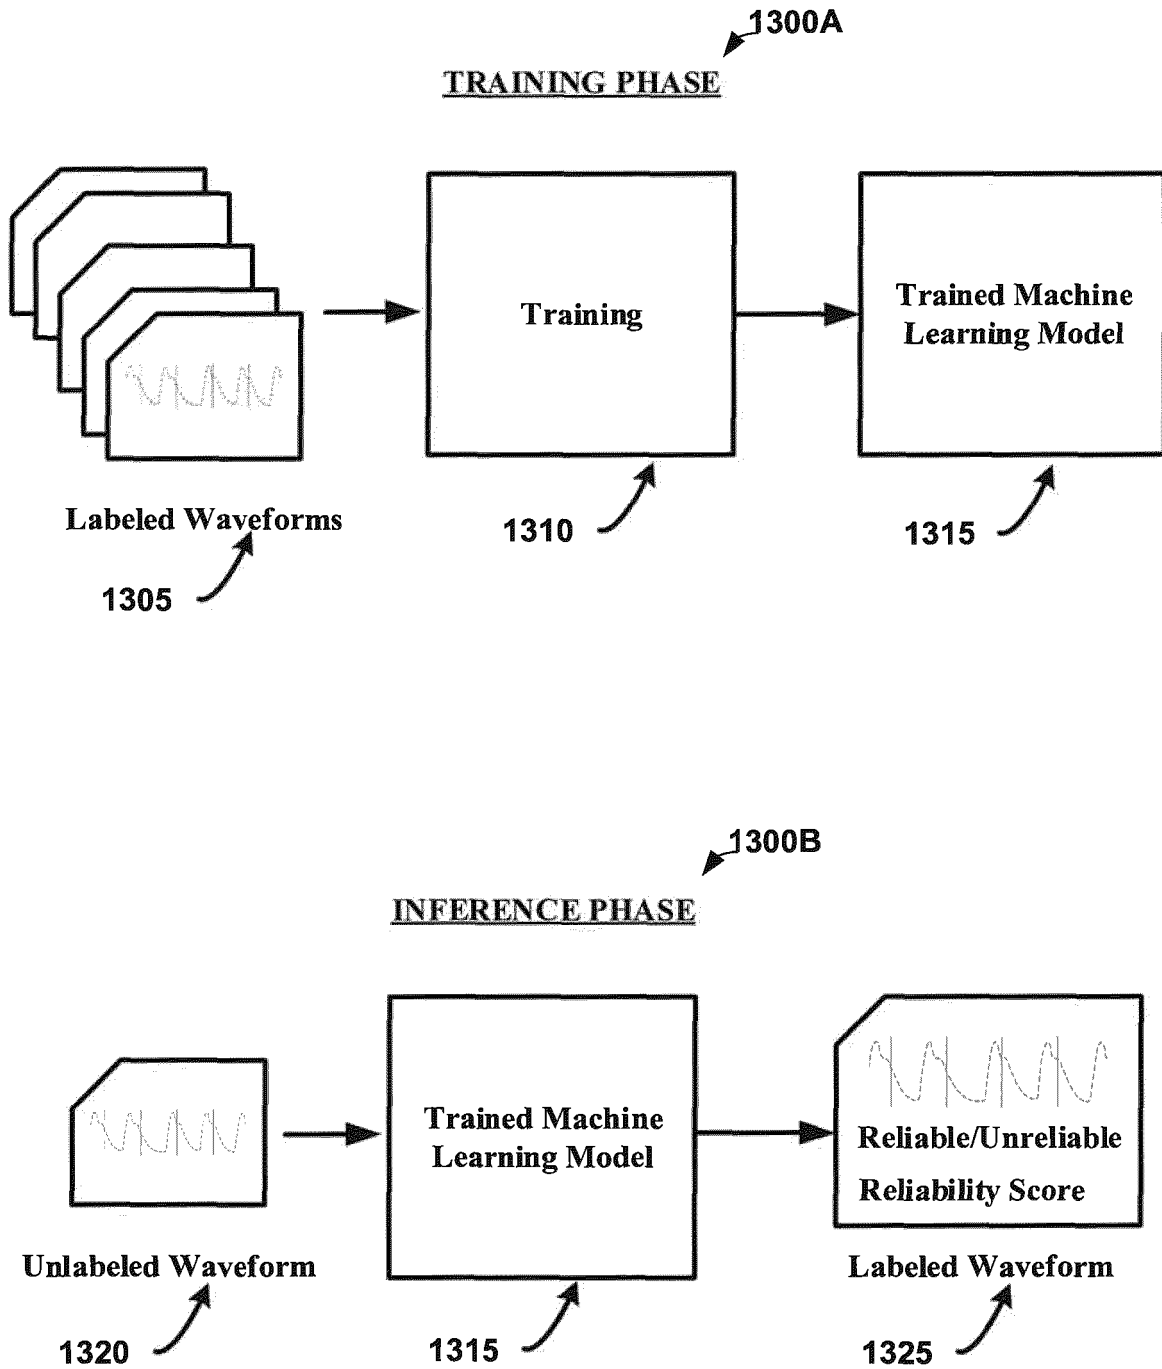 1300A
TRAINING PHASE
Training
Trained Machine
Learning Model
Labeled Waveforms
1305
1310
1315
1300B
INFERENCE PHASE
Trained Machine
Learning Model
Reliable/Unreliable
Reliability Score
Unlabeled Waveform
Labeled Waveform
1320
1315
1325